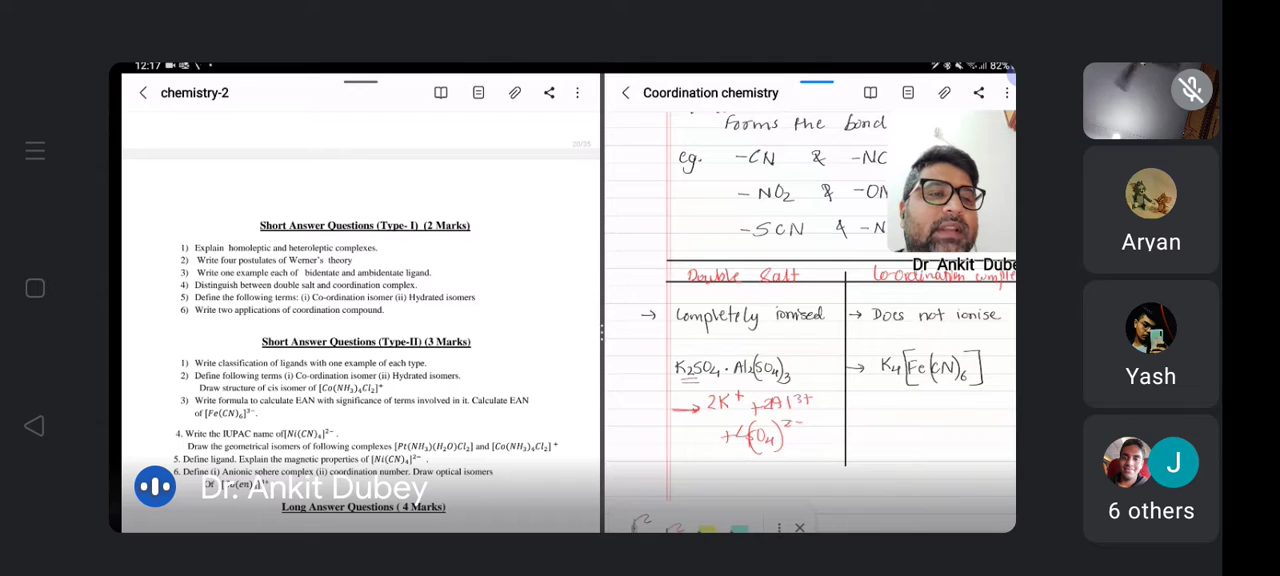 12:17
82%
chemistry-2
20/35
Short Answer Questions (Type- I) (2 Marks)
1) Explain homoleptic and heteroleptic complexes.
2) Write four postulates of Werner's theory
3) Write one example each of bidentate and ambidentate ligand.
4) Distinguish between double salt and coordination complex.
5) Define the following terms: (i) Co-ordination isomer (ii) Hydrated isomers
6) Write two applications of coordination compound.
Short Answer Questions (Type-II) (3 Marks)
1) Write classification of ligands with one example of each type.
2) Define following terms (i) Co-ordination isomer (ii) Hydrated isomers.
Draw structure of cis isomer of [Co(NH₃)₄Cl₂]⁺
3) Write formula to calculate EAN with significance of terms involved in it. Calculate EAN
of [Fe(CN)₆]³⁻
4. Write the IUPAC name of[Ni(CN)₄]²⁻ .
Draw the geometrical isomers of following complexes [Pt(NH₃)(H₂O)Cl₂] and [Co(NH₃)₄Cl₂] ⁺
5. Define ligand. Explain the magnetic properties of [Ni(CN)₄]²⁻
6. Define (i) Anionic sphere complex (ii) coordination number. Draw optical isomers
Of
Long Answer Questions ( 4 Marks)
Dr. Ankit Dubey
Coordination chemistry
Forms the bond
eg. -CN & -NC
-NO₂ & -ON
-SCN & -N
Dr Ankit Dube
Double Salt
Co-ordination comple
→ Completely ionised
→ Does not ionise
K₂SO₄ · Al₂(SO₄)₃
→ K₄[Fe(CN)₆]
→ 2K⁺ + 2Al³⁺
+ 4(SO₄)²⁻
Aryan
Yash
J
6 others